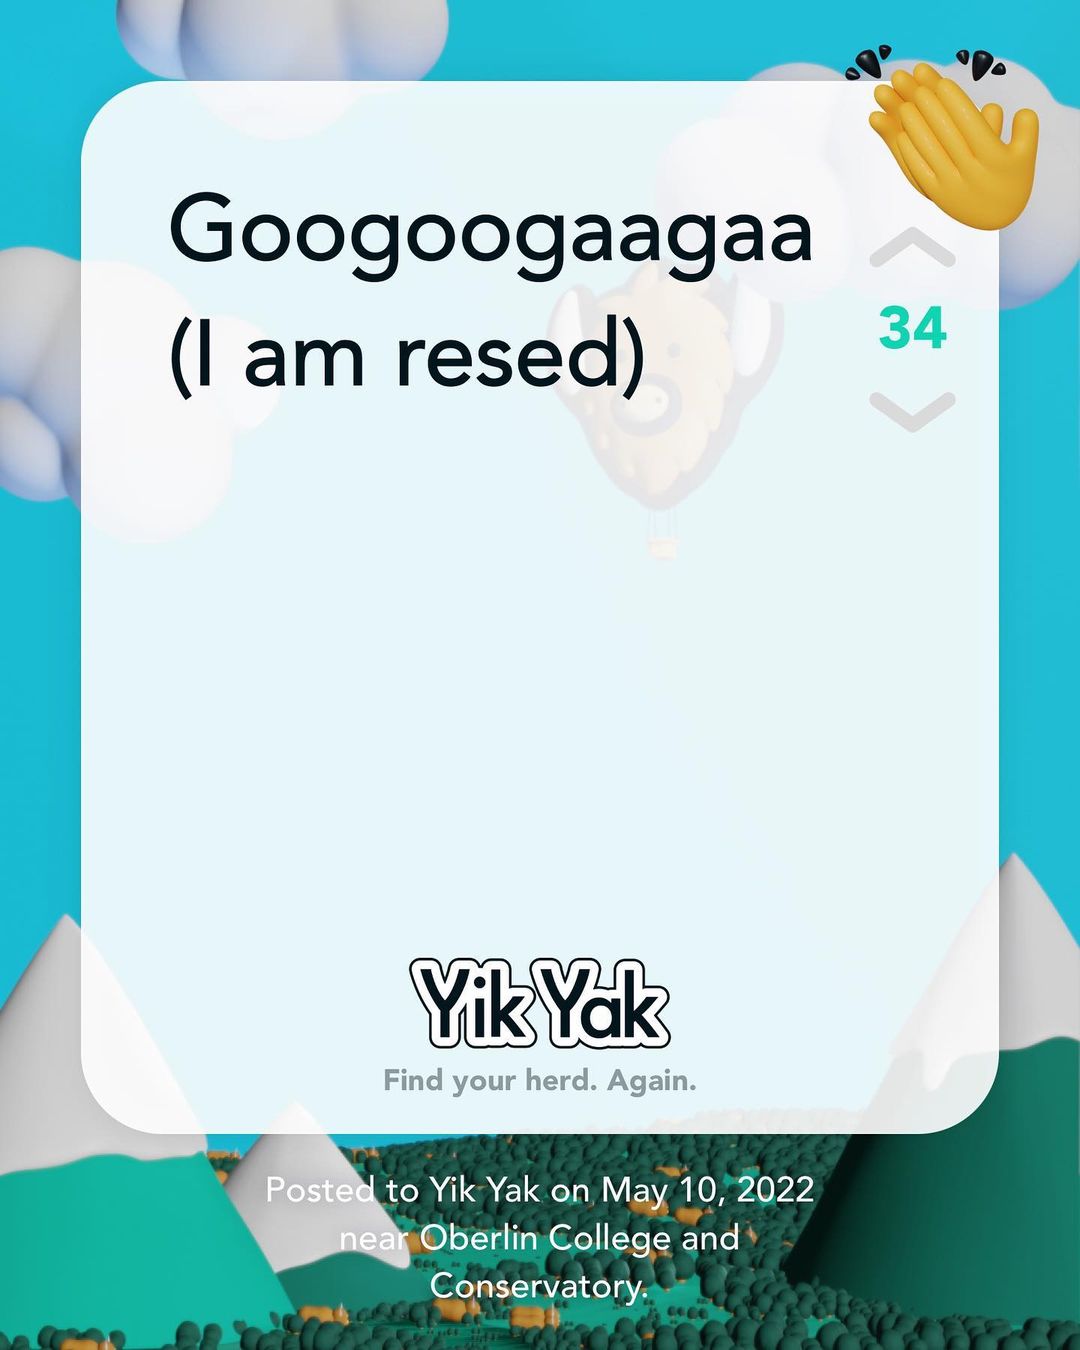 Googoogaagaa
(I am resed)
34
Yik Yak
Find your herd. Again.
Posted to Yik Yak on May 10, 2022
near Oberlin College and
Conservatory.